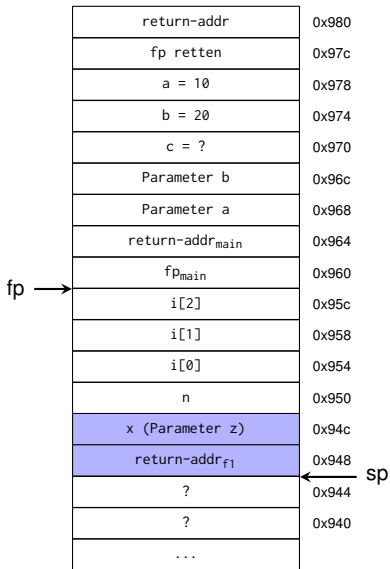 return-addr 0x980
fp retten 0x97c
a = 10 0x978
b = 20 0x974
c = ? 0x970
Parameter b 0x96c
Parameter a 0x968
return-addrmain 0x964
fpmain 0x960
fp
i[2] 0x95c
i[1] 0x958
i[0] 0x954
n 0x950
x (Parameter z) 0x94c
return-addrf1 0x948
sp
? 0x944
? 0x940
...